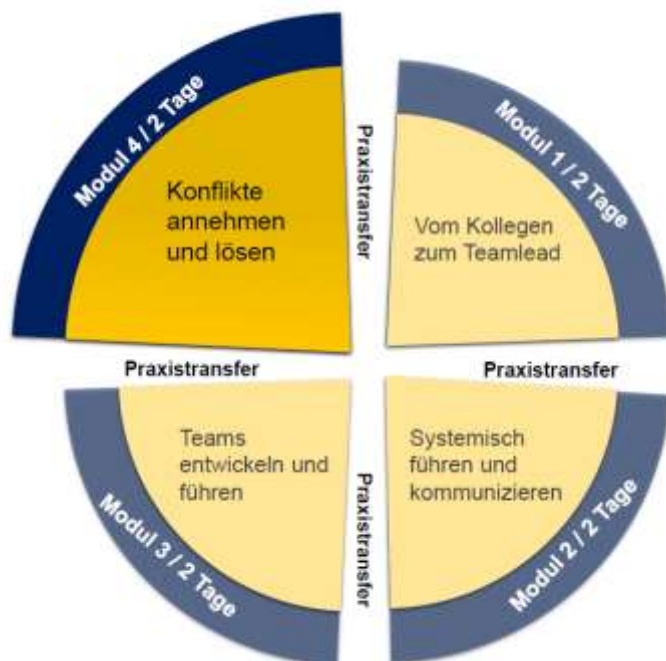 Modul 4 / 2 Tage
Konflikte
annehmen
und lösen
Praxistransfer
Modul 1 / 2 Tage
Vom Kollegen
zum Teamlead
Praxistransfer
Praxistransfer
Teams
entwickeln und
führen
Modul 3 / 2 Tage
Praxistransfer
Systemisch
führen und
kommunizieren
Modul 2 / 2 Tage